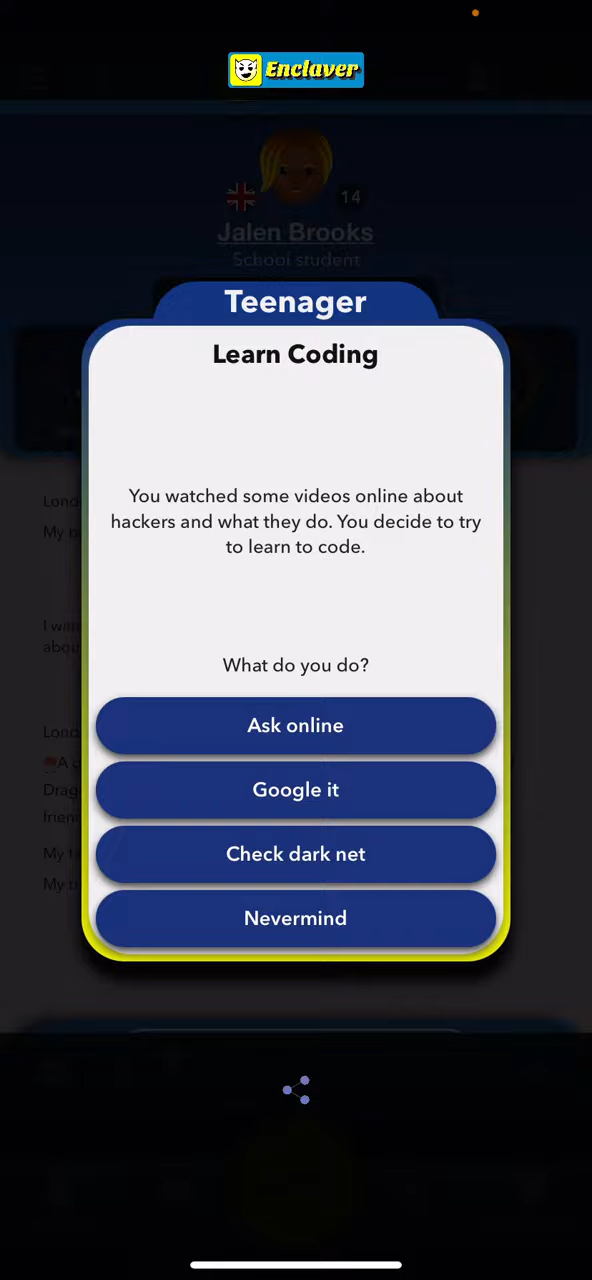 Enclaver
14
Jalen Brooks
School student
Teenager
Learn Coding
You watched some videos online about
hackers and what they do. You decide to try
to learn to code.
What do you do?
Ask online
Google it
Check dark net
Nevermind